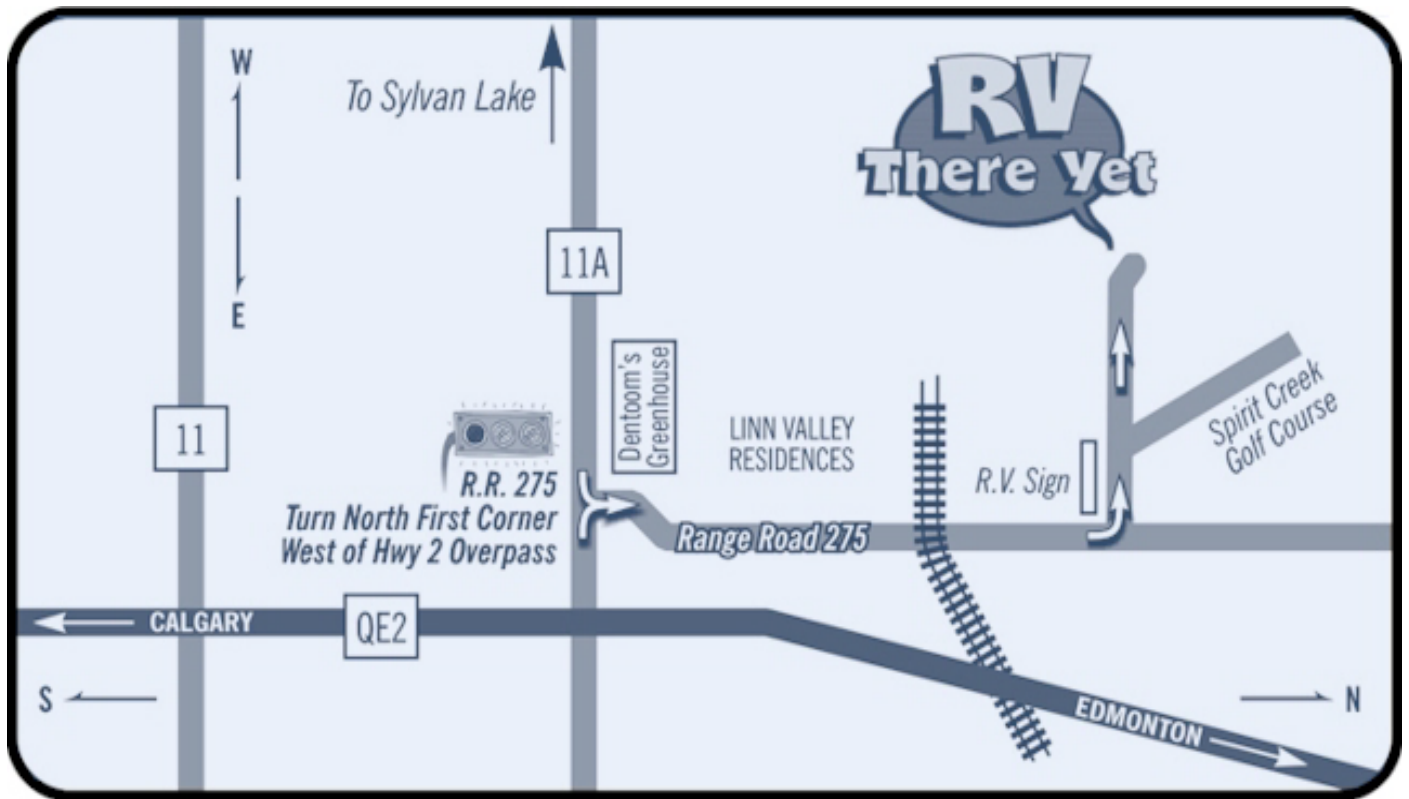 W
E
To Sylvan Lake
RV
There Yet
11A
11
Dentoom's
Greenhouse
LINN VALLEY
RESIDENCES
R.V. Sign
Spirit Creek
Golf Course
R.R. 275
Turn North First Corner
West of Hwy 2 Overpass
Range Road 275
CALGARY
QE2
S
N
EDMONTON